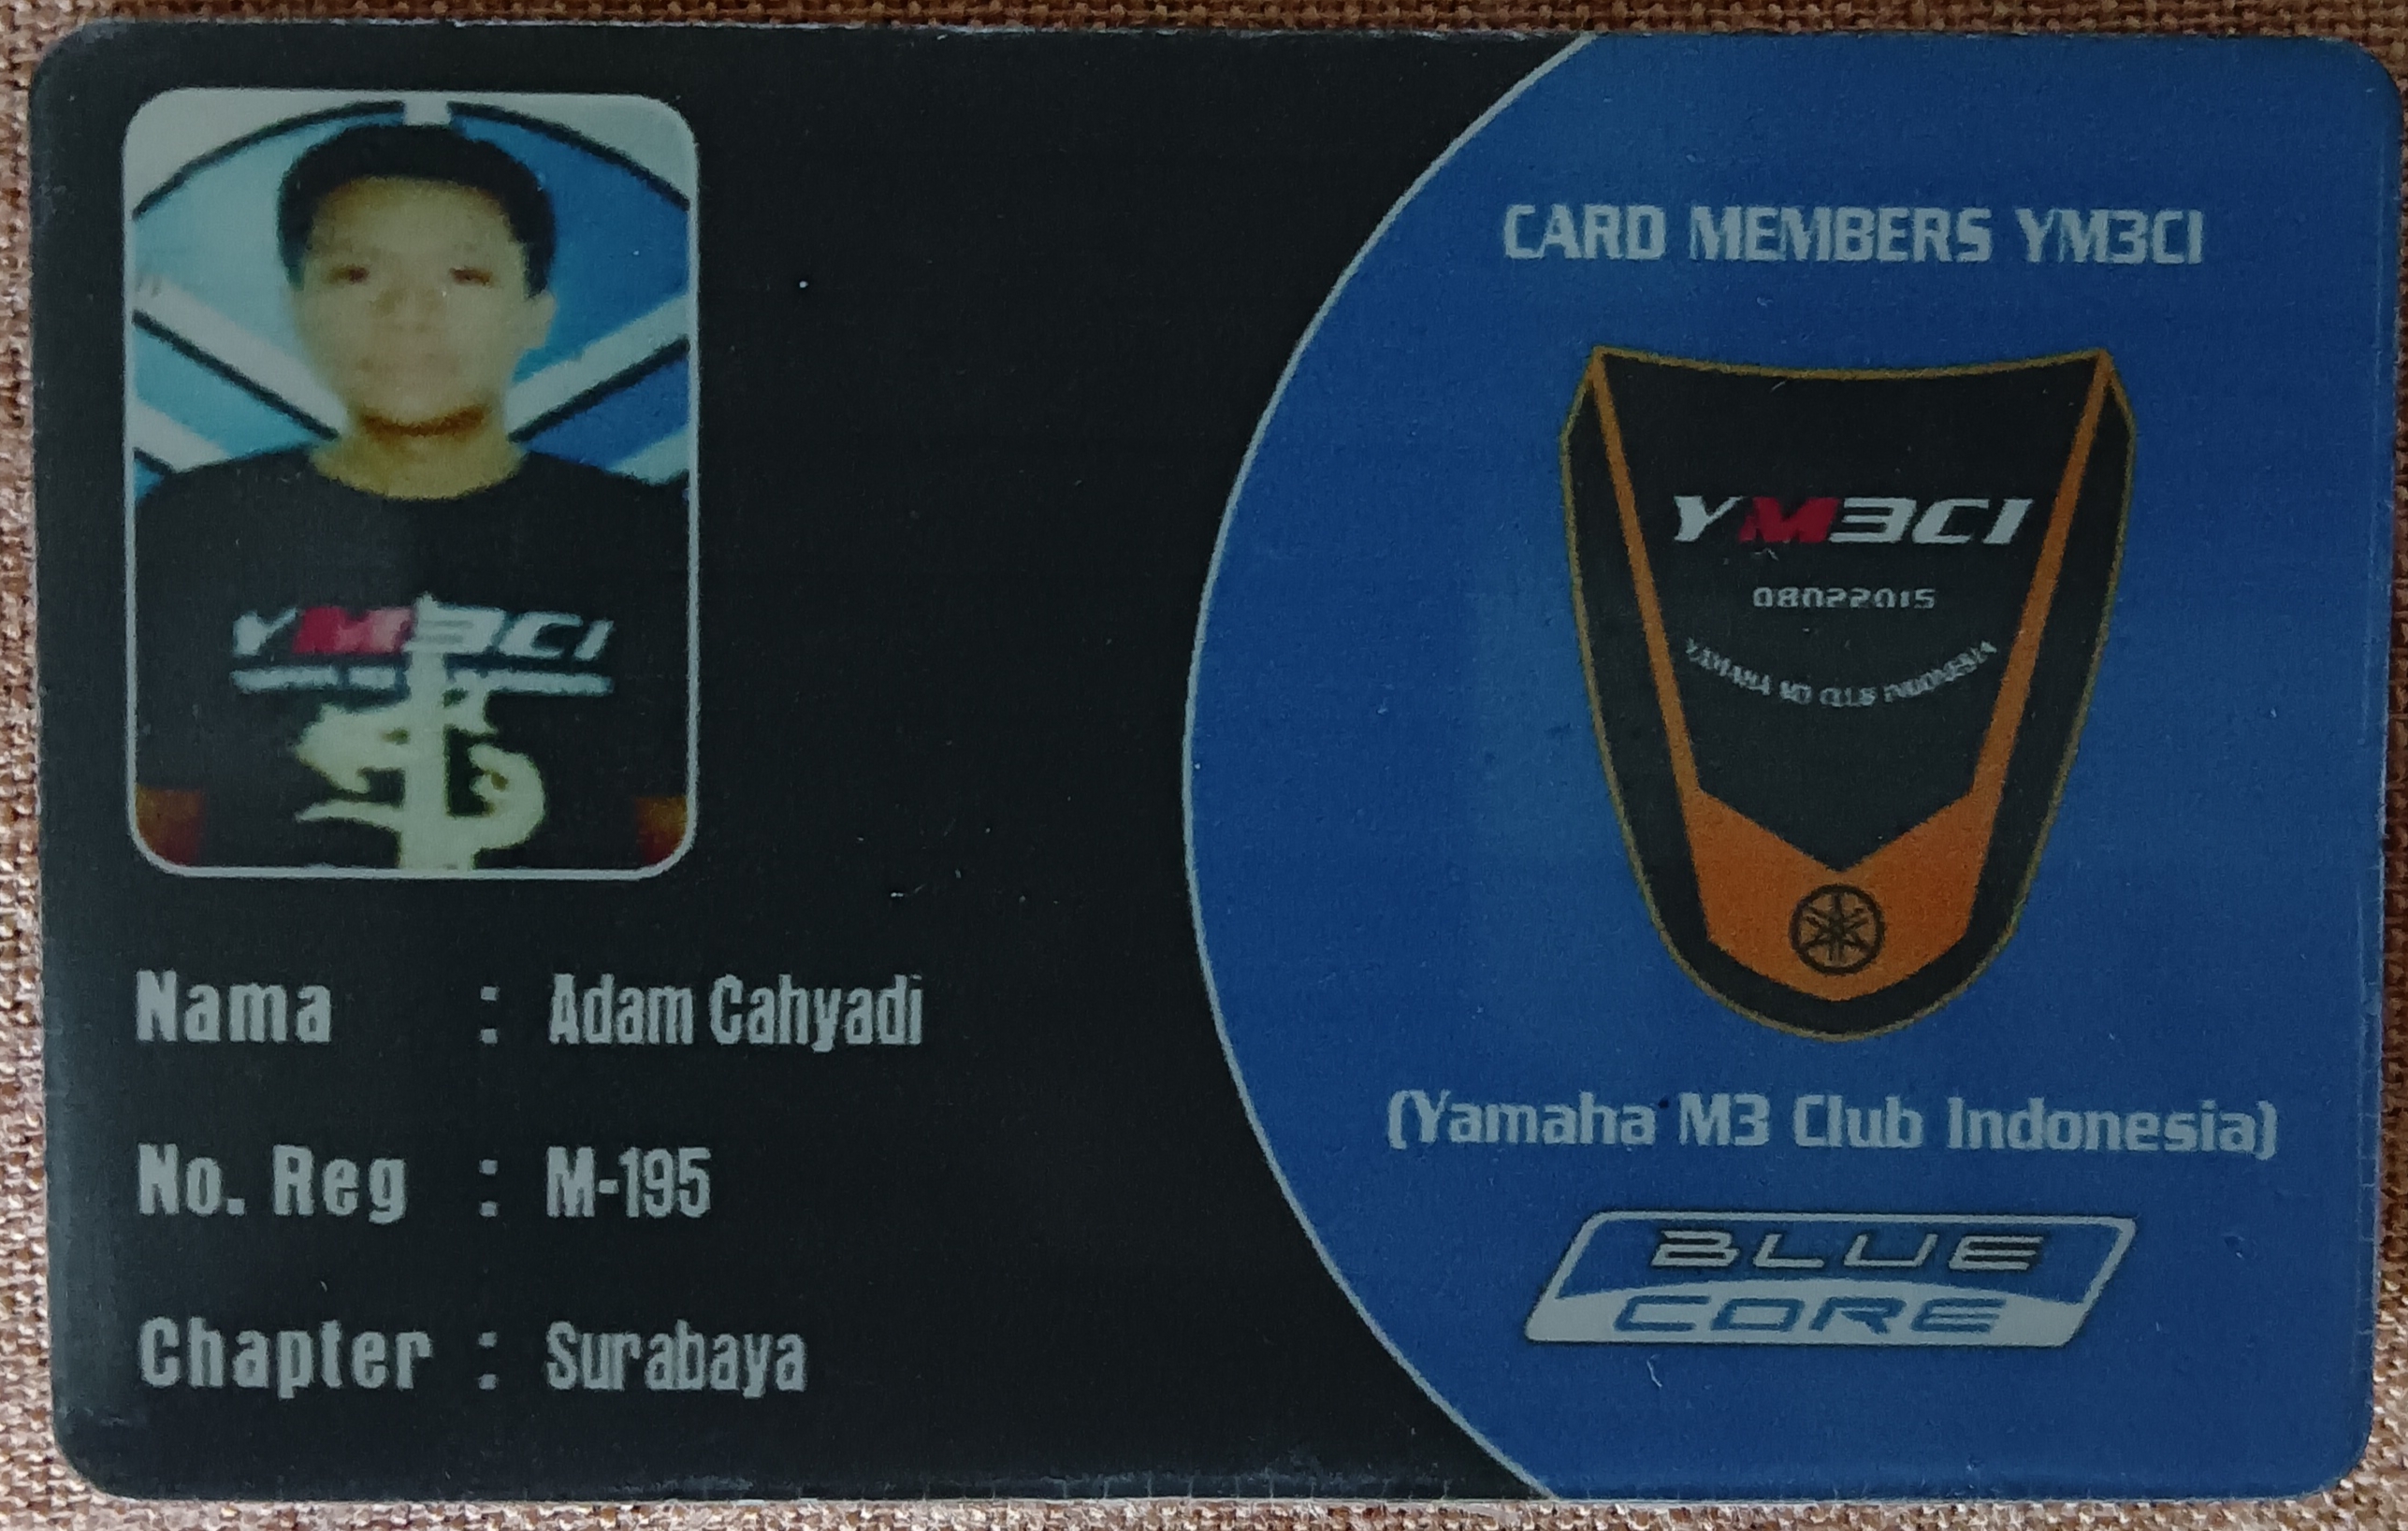 YM3CI
Nama : Adam Cahyadi
No. Reg : M-195
Chapter : Surabaya
CARD MEMBERS YM3CI
YM3CI
08022015
YAMAHA M3 CLUB INDONESIA
(Yamaha M3 Club Indonesia)
BLUE
CORE